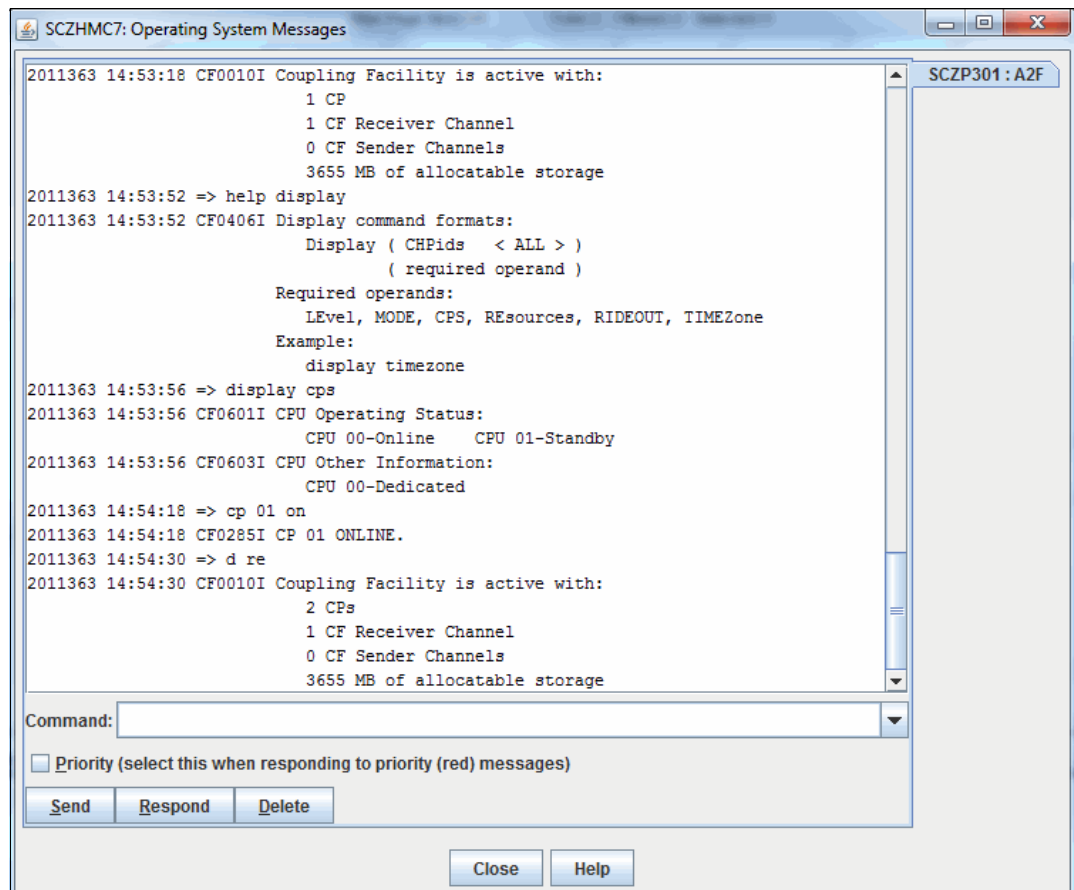 SCZHMC7: Operating System Messages
SCZP301 : A2F
2011363 14:53:18 CF0010I Coupling Facility is active with:
1 CP
1 CF Receiver Channel
0 CF Sender Channels
3655 MB of allocatable storage
2011363 14:53:52 => help display
2011363 14:53:52 CF0406I Display command formats:
Display ( CHPids < ALL > )
( required operand )
Required operands:
LEvel, MODE, CPS, REsources, RIDEOUT, TIMEZone
Example:
display timezone
2011363 14:53:56 => display cps
2011363 14:53:56 CF0601I CPU Operating Status:
CPU 00-Online CPU 01-Standby
2011363 14:53:56 CF0603I CPU Other Information:
CPU 00-Dedicated
2011363 14:54:18 => cp 01 on
2011363 14:54:18 CF0285I CP 01 ONLINE.
2011363 14:54:30 => d re
2011363 14:54:30 CF0010I Coupling Facility is active with:
2 CPs
1 CF Receiver Channel
0 CF Sender Channels
3655 MB of allocatable storage
Command:
Priority (select this when responding to priority (red) messages)
Send Respond Delete
Close Help